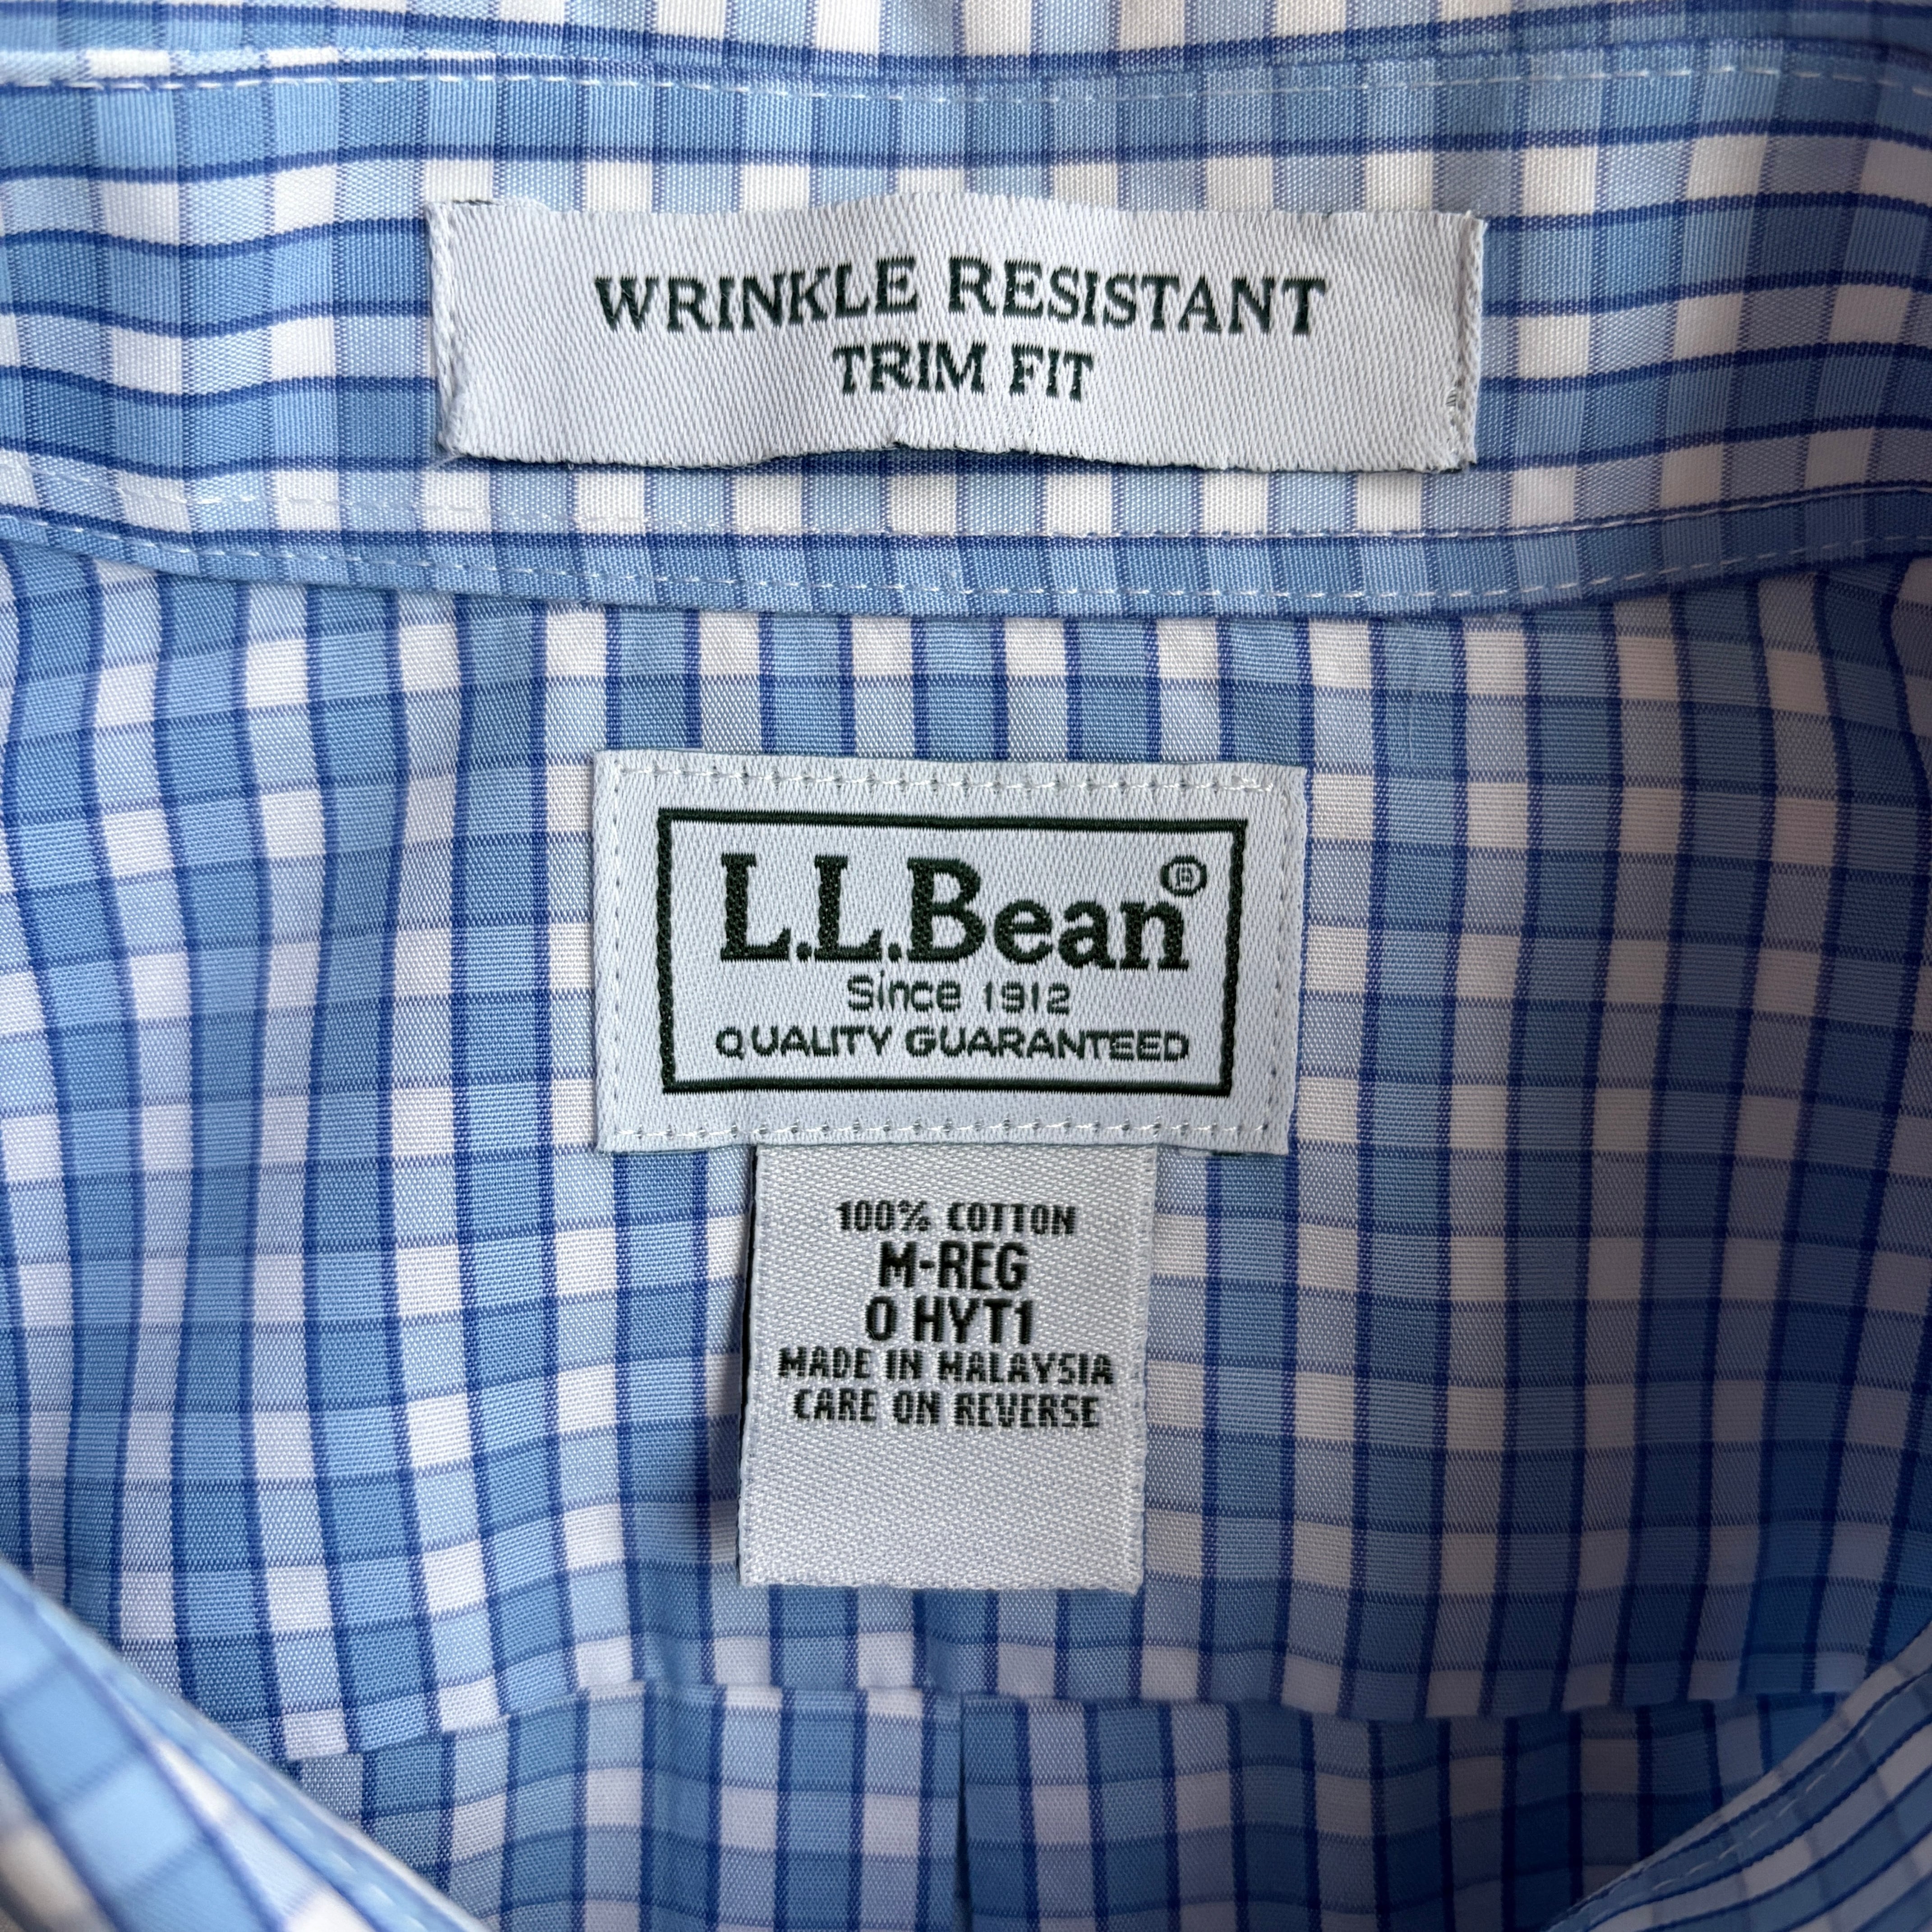 WRINKLE RESISTANT
TRIM FIT
L.L.Bean®
Since 1912
QUALITY GUARANTEED
100% COTTON
M-REG
0 HYT1
MADE IN MALAYSIA
CARE ON REVERSE